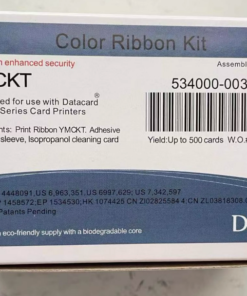 Color Ribbon Kit
enhanced security
Assemb
CKT
534000-003
ed for use with Datacard
Series Card Printers
nts: Print Ribbon YMCKT. Adhesive
sleeve, Isopropanol cleaning card
Yield:Up to 500 cards W.O.
4448091, US 6,963,351, US 6997,629; US 7,342,597
1458572; EP 1534530; HK 1074425; CN ZI02825584 4; CN ZL03816308
Patents Pending
D
eco-friendly supply with a biodegradable core